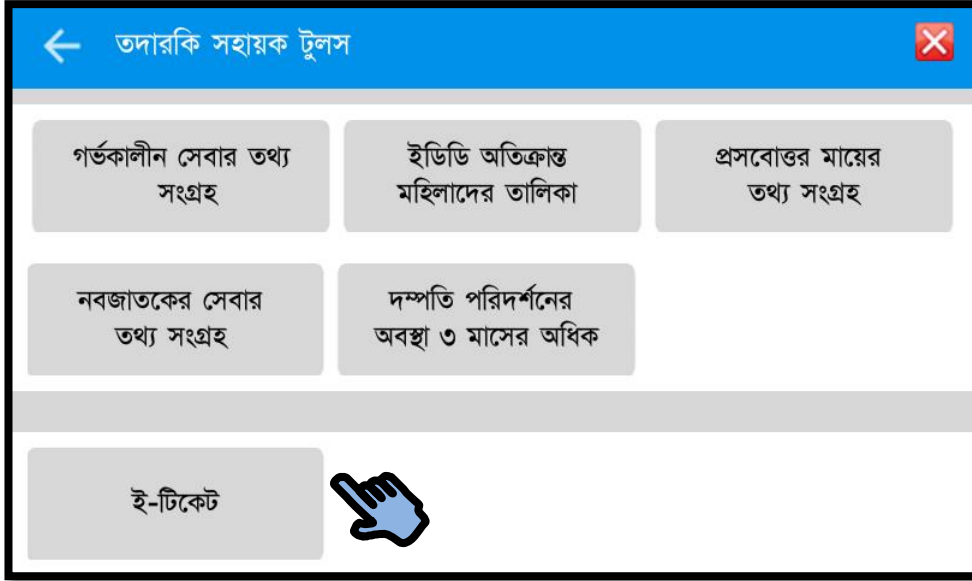 তদারকি সহায়ক টুলস
গর্ভকালীন সেবার তথ্য
সংগ্রহ
ইডিডি অতিক্রান্ত
মহিলাদের তালিকা
প্রসবোত্তর মায়ের
তথ্য সংগ্রহ
নবজাতকের সেবার
তথ্য সংগ্রহ
দম্পতি পরিদর্শনের
অবস্থা ৩ মাসের অধিক
ই-টিকেট